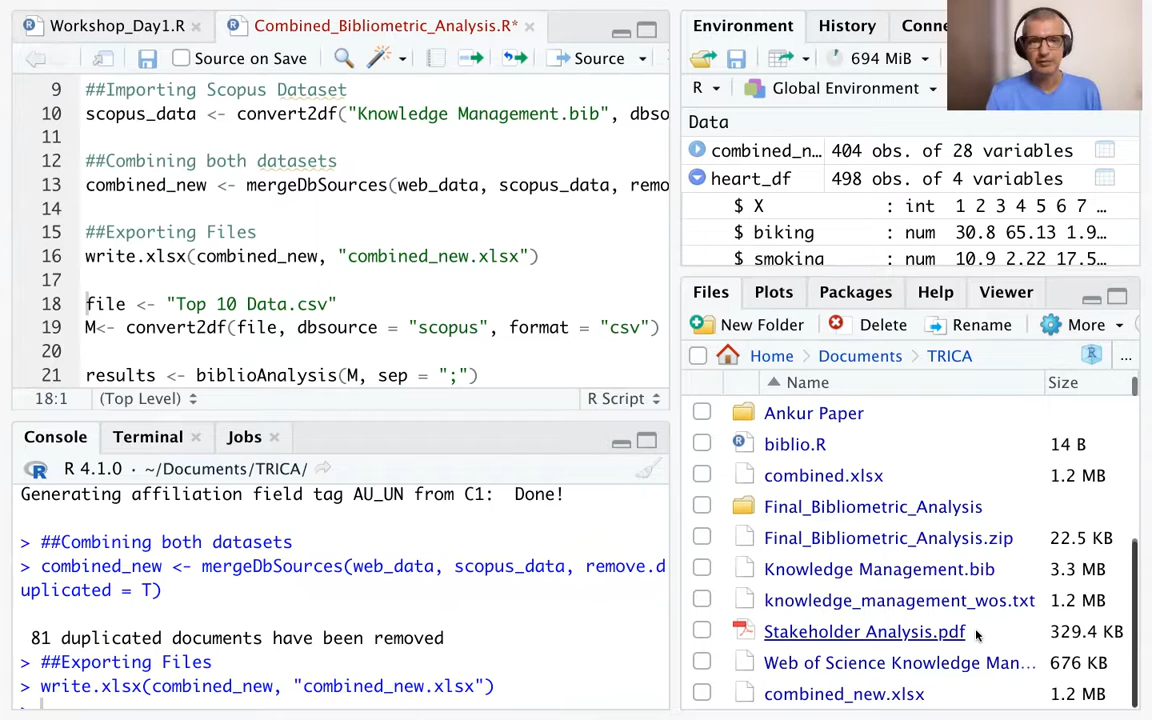 Workshop_Day1.R
Combined_Bibliometric_Analysis.R*
Source on Save
Source
9 ##Importing Scopus Dataset
10 scopus_data <- convert2df("Knowledge Management.bib", dbso
11
12 ##Combining both datasets
13 combined_new <- mergeDbSources(web_data, scopus_data, remo
14
15 ##Exporting Files
16 write.xlsx(combined_new, "combined_new.xlsx")
17
18 file <- "Top 10 Data.csv"
19 M<- convert2df(file, dbsource = "scopus", format = "csv")
20
21 results <- biblioAnalysis(M, sep = ";")
18:1 (Top Level) R Script
Console Terminal Jobs
R 4.1.0 · ~/Documents/TRICA/
Generating affiliation field tag AU_UN from C1:  Done!
> ##Combining both datasets
> combined_new <- mergeDbSources(web_data, scopus_data, remove.d
uplicated = T)
81 duplicated documents have been removed
> ##Exporting Files
> write.xlsx(combined_new, "combined_new.xlsx")
>
Environment History Conne
694 MiB
R Global Environment
Data
combined_n... 404 obs. of 28 variables
heart_df 498 obs. of 4 variables
$ X : int 1 2 3 4 5 6 7 ...
$ biking : num 30.8 65.13 1.9...
$ smoking : num 10.9 2.22 17.5...
Files Plots Packages Help Viewer
New Folder Delete Rename More
Home Documents TRICA ...
Name Size
Ankur Paper
biblio.R 14 B
combined.xlsx 1.2 MB
Final_Bibliometric_Analysis
Final_Bibliometric_Analysis.zip 22.5 KB
Knowledge Management.bib 3.3 MB
knowledge_management_wos.txt 1.2 MB
Stakeholder Analysis.pdf 329.4 KB
Web of Science Knowledge Man... 676 KB
combined_new.xlsx 1.2 MB